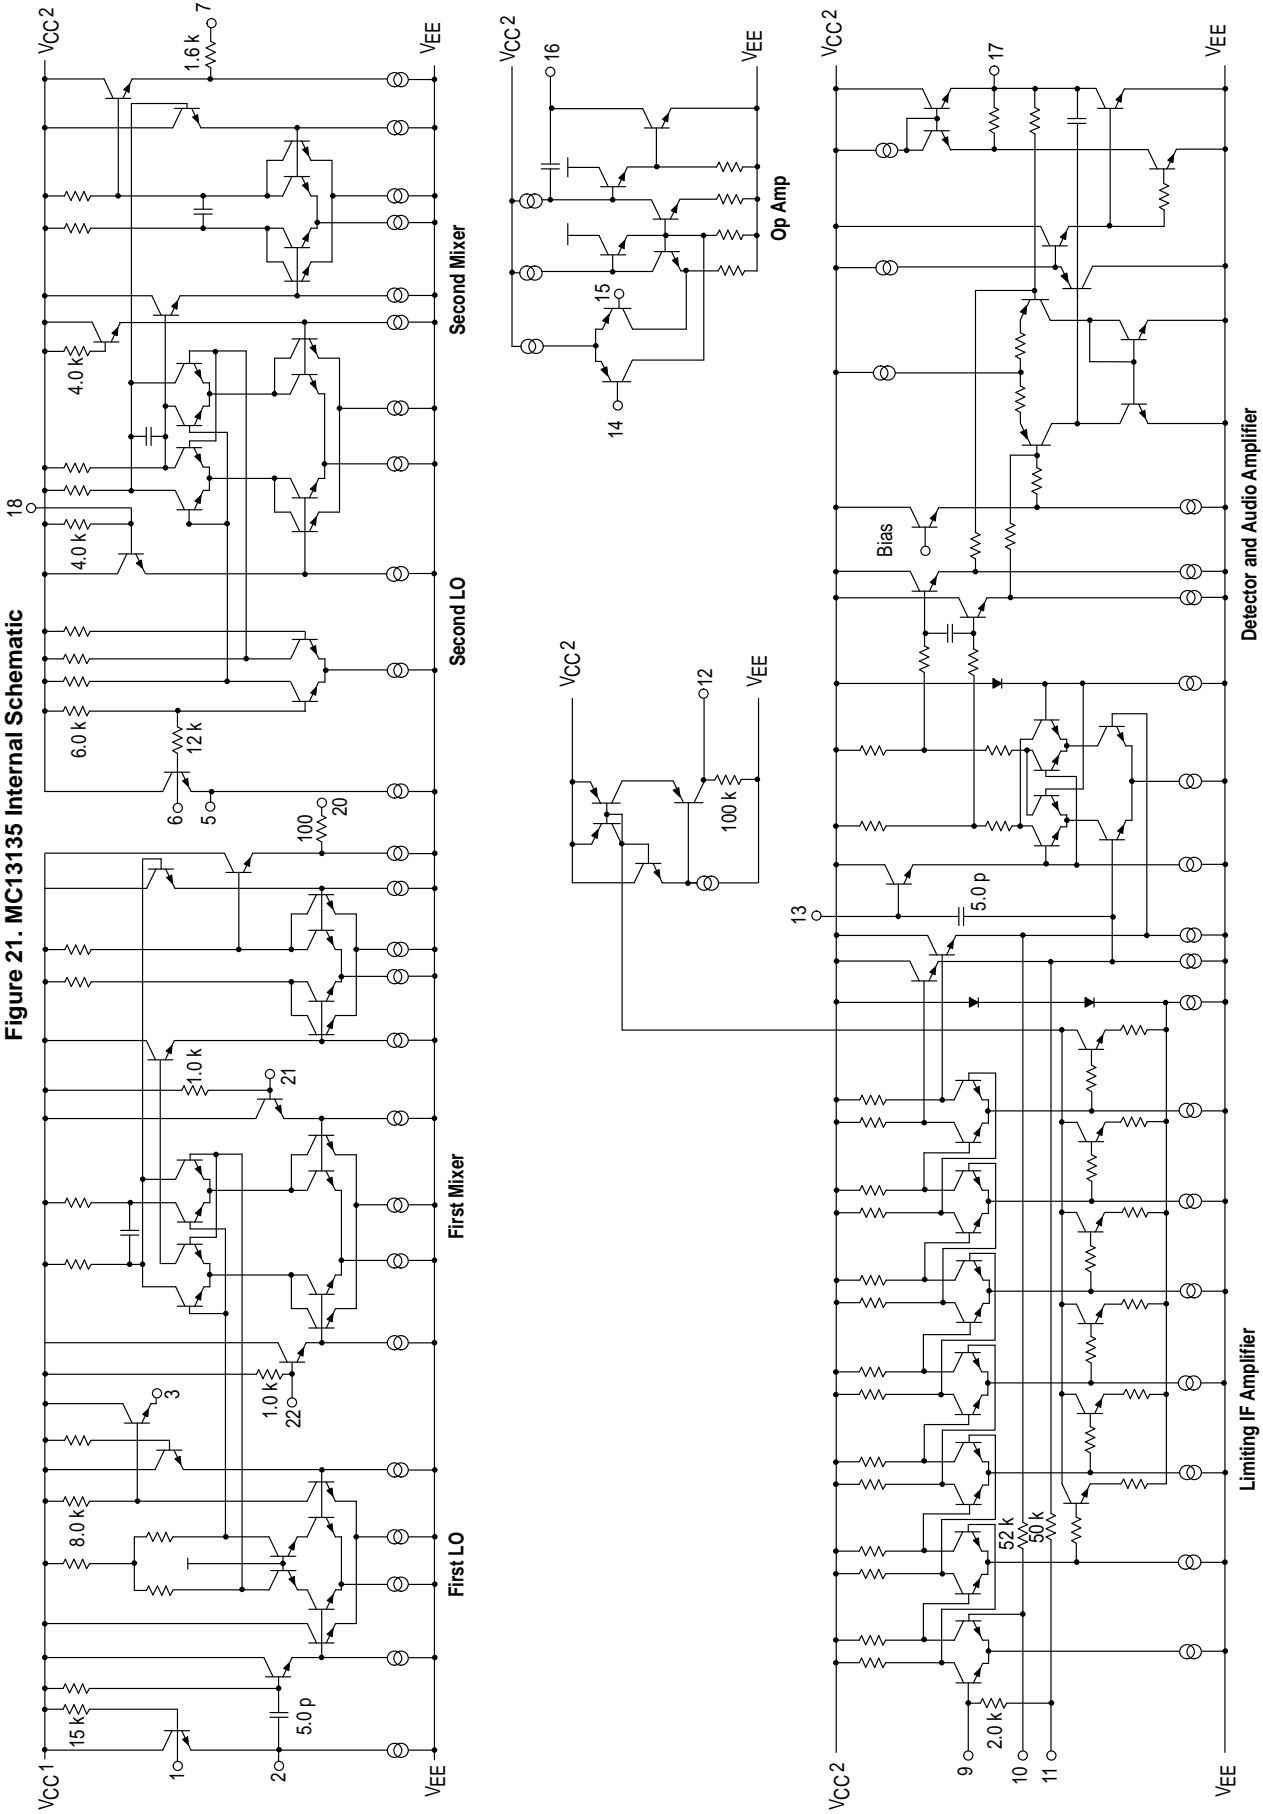 Figure 21. MC13135 Internal Schematic
VCC1
15 k
1
2
5.0 p
8.0 k
3
1.0 k
22
1.0 k
21
100
20
VEE
First LO
First Mixer
6.0 k
12 k
6
5
4.0 k
18
4.0 k
1.6 k
7
VCC2
VEE
Second LO
Second Mixer
VCC2
12
100 k
VEE
VCC2
14
15
16
VEE
Op Amp
VCC2
9
2.0 k
10
11
52 k
50 k
13
5.0 p
Bias
17
VCC2
VEE
VEE
Limiting IF Amplifier
Detector and Audio Amplifier